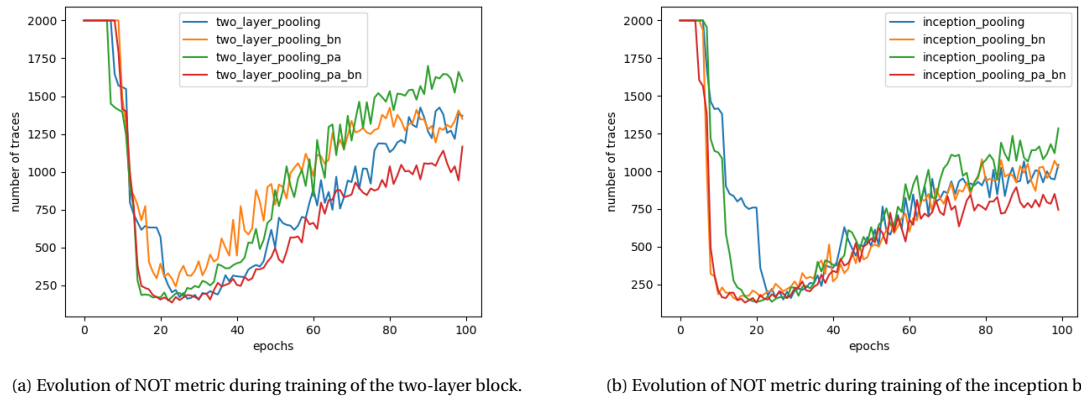 two_layer_pooling
two_layer_pooling_bn
two_layer_pooling_pa
two_layer_pooling_pa_bn
2000
1750
1500
1250
1000
750
500
250
number of traces
0 20 40 60 80 100
epochs
(a) Evolution of NOT metric during training of the two-layer block.
inception_pooling
inception_pooling_bn
inception_pooling_pa
inception_pooling_pa_bn
2000
1750
1500
1250
1000
750
500
250
number of traces
0 20 40 60 80 100
epochs
(b) Evolution of NOT metric during training of the inception b